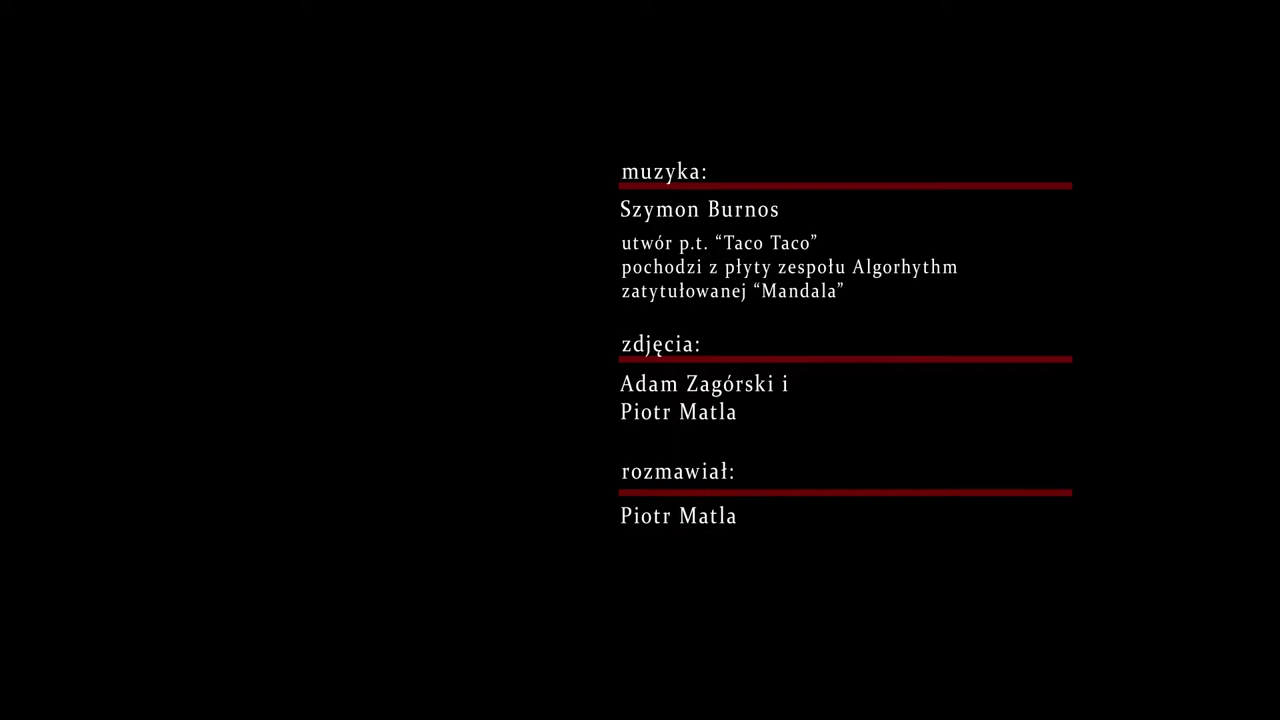 muzyka:
Szymon Burnos
utwór p.t. “Taco Taco”
pochodzi z płyty zespołu Algorhythm
zatytułowanej “Mandala”
zdjęcia:
Adam Zagórski i
Piotr Matla
rozmawiał:
Piotr Matla